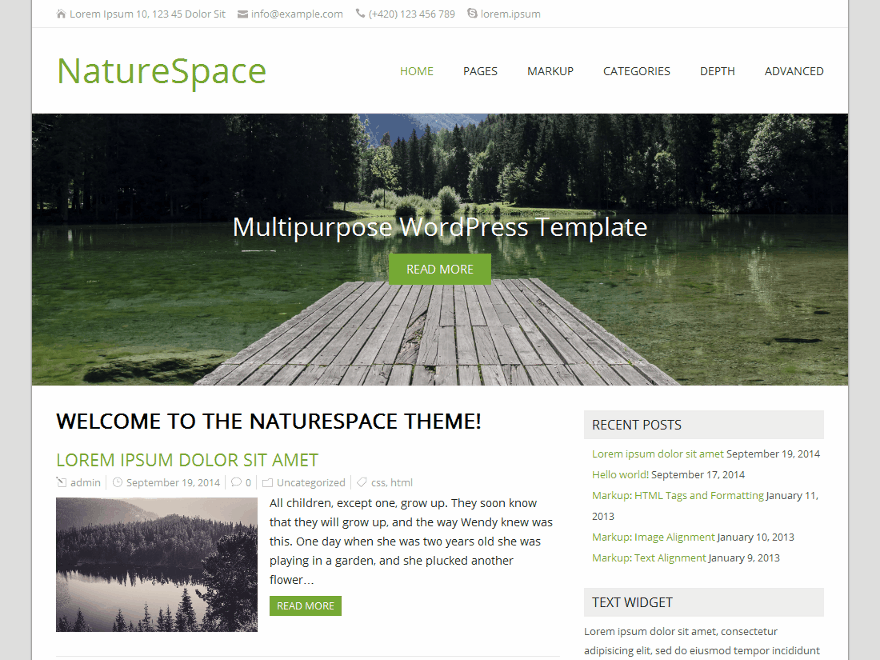 Lorem Ipsum 10, 123 45 Dolor Sit info@example.com (+420) 123 456 789 lorem.ipsum
NatureSpace
HOME PAGES MARKUP CATEGORIES DEPTH ADVANCED
Multipurpose WordPress Template
READ MORE
WELCOME TO THE NATURESPACE THEME!
LOREM IPSUM DOLOR SIT AMET
admin September 19, 2014 0 Uncategorized css, html
All children, except one, grow up. They soon know
that they will grow up, and the way Wendy knew was
this. One day when she was two years old she was
playing in a garden, and she plucked another
flower…
READ MORE
RECENT POSTS
Lorem ipsum dolor sit amet September 19, 2014
Hello world! September 17, 2014
Markup: HTML Tags and Formatting January 11,
2013
Markup: Image Alignment January 10, 2013
Markup: Text Alignment January 9, 2013
TEXT WIDGET
Lorem ipsum dolor sit amet, consectetur
adipiscing elit, sed do eiusmod tempor incididunt